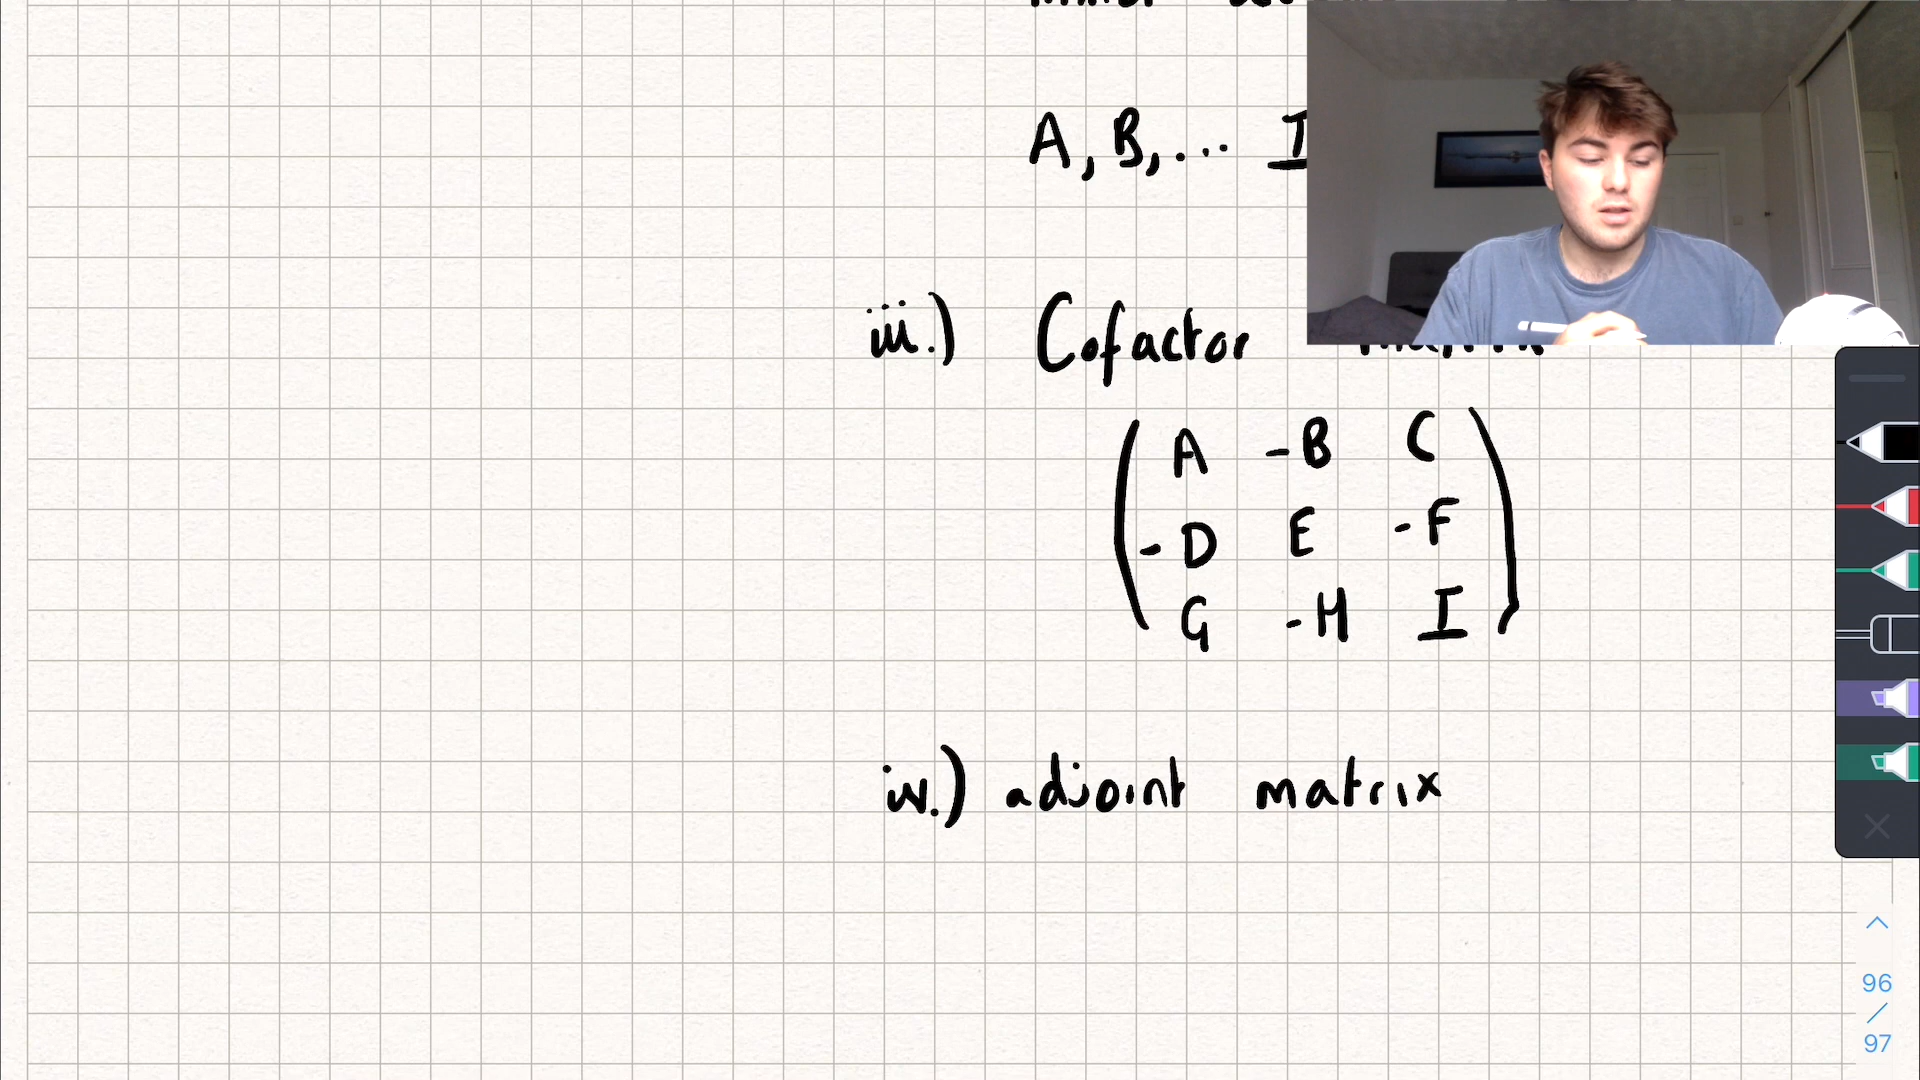 A, B, ... I
iii.) Cofactor
A -B C
-D E -F
G -H I
iv.) adjoint matrix
96
/
97